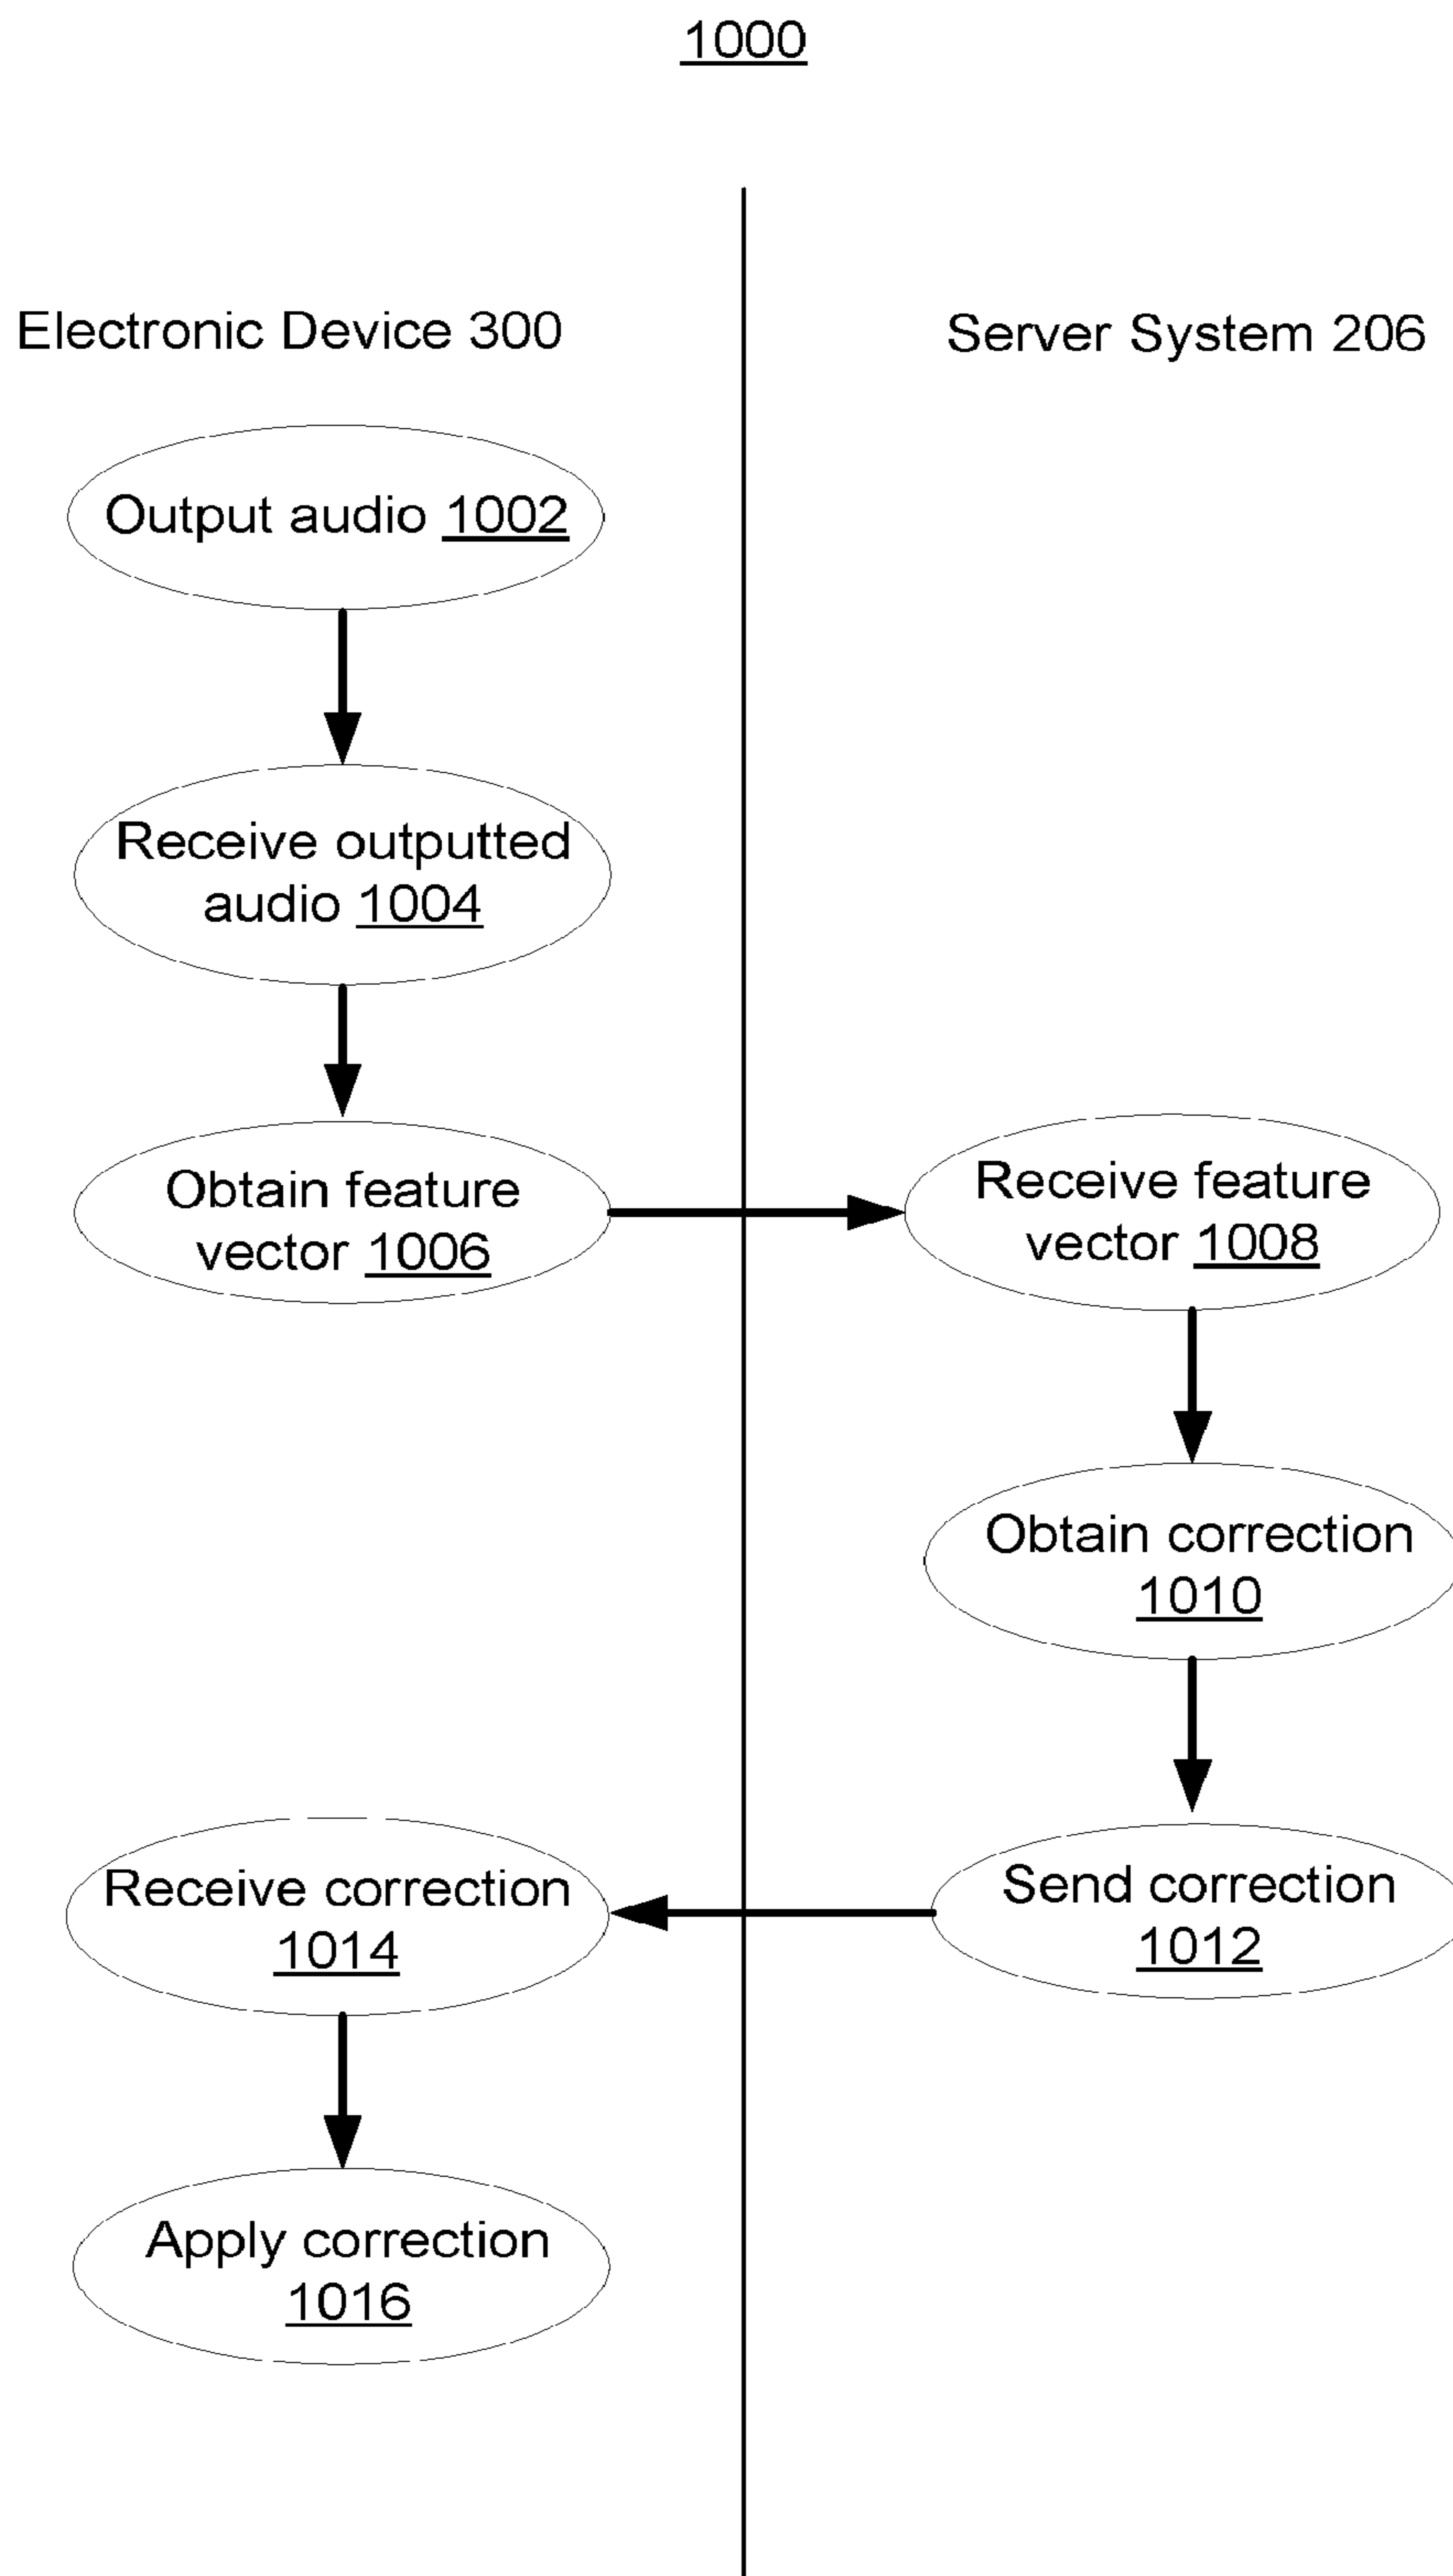 1000
Electronic Device 300
Server System 206
Output audio 1002
Receive outputted
audio 1004
Obtain feature
vector 1006
Receive feature
vector 1008
Obtain correction
1010
Send correction
1012
Receive correction
1014
Apply correction
1016